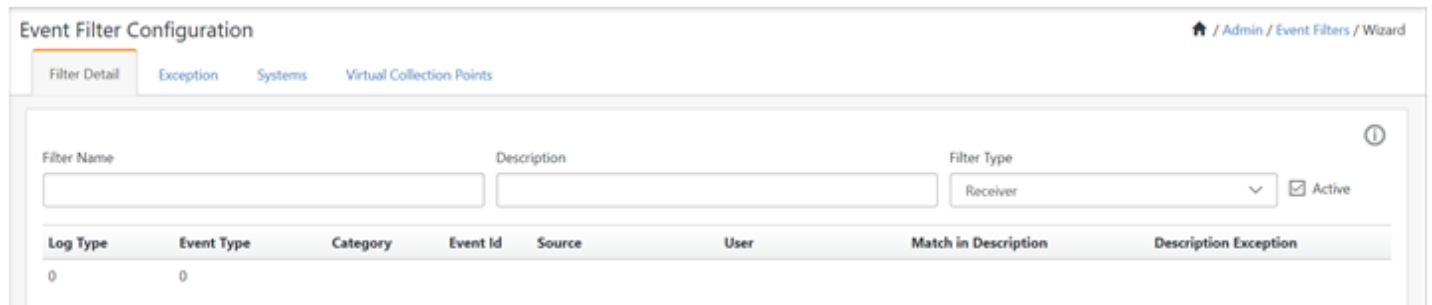 Event Filter Configuration
/ Admin / Event Filters / Wizard
Filter Detail Exception Systems Virtual Collection Points
Filter Name Description Filter Type
Receiver Active
Log Type Event Type Category Event Id Source User Match in Description Description Exception
0 0